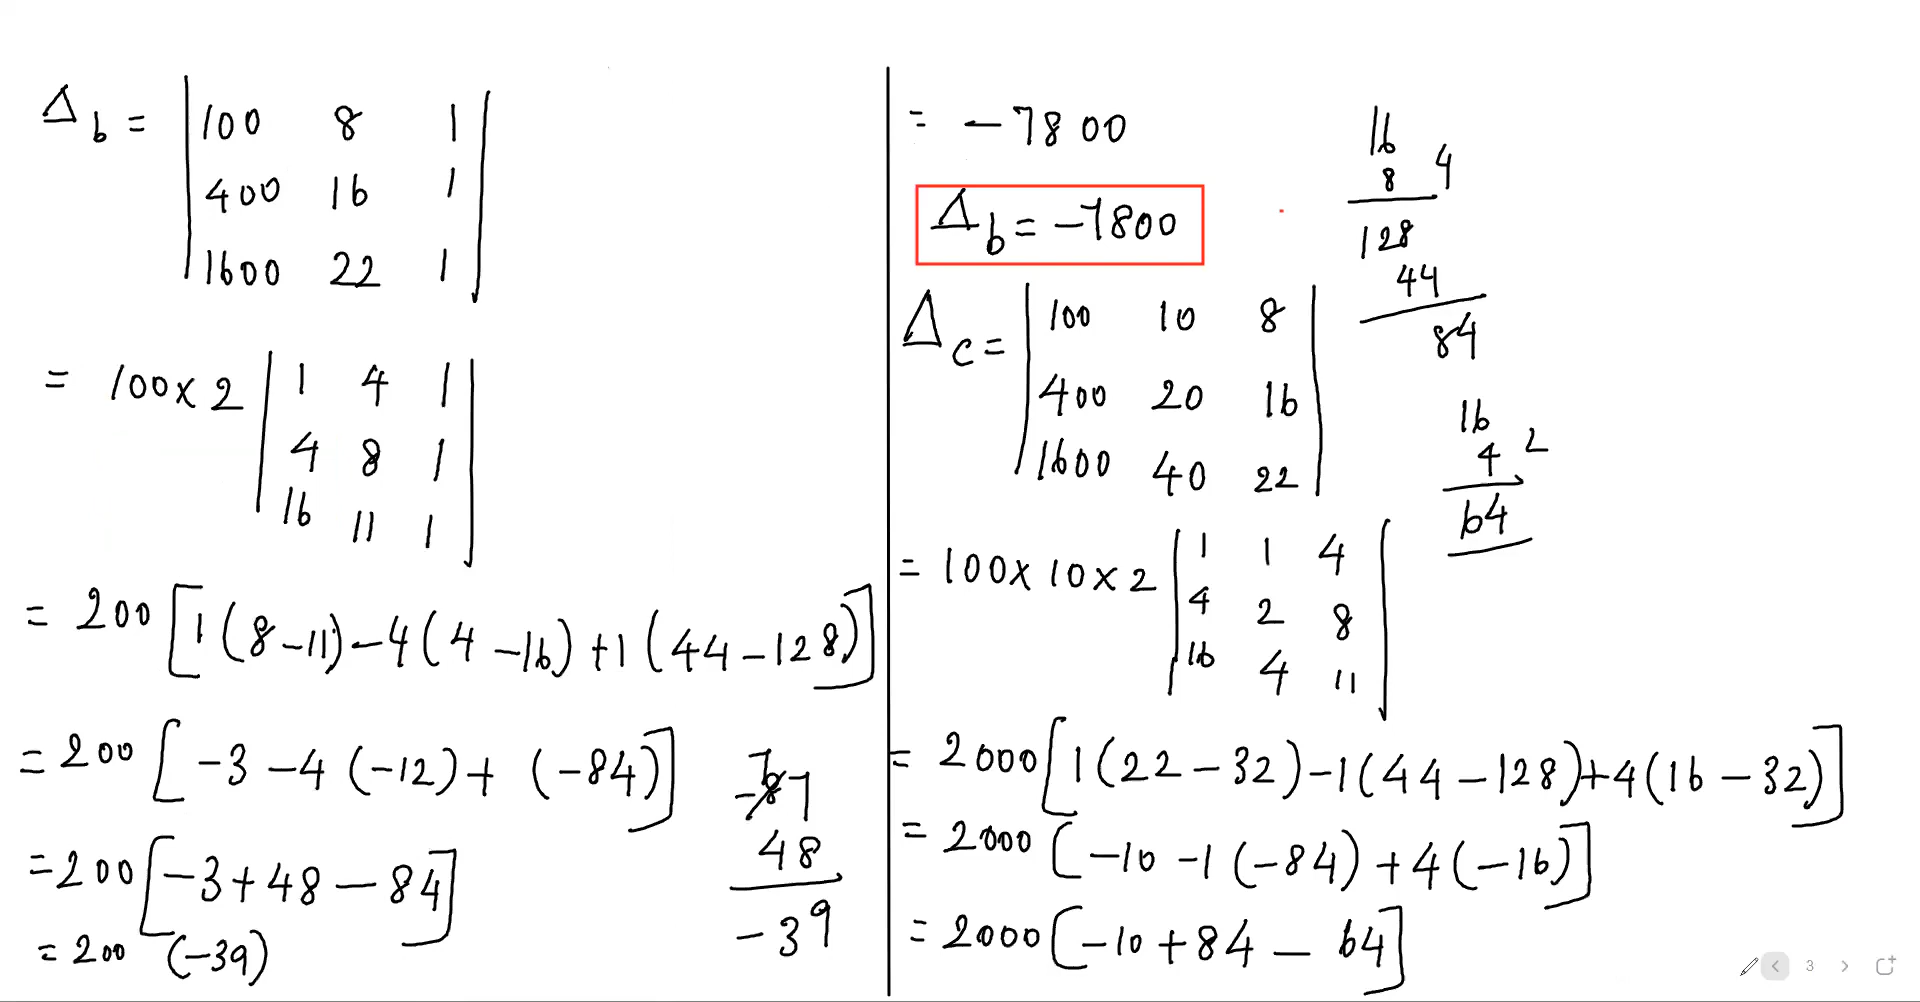 Δb = | 100 8 1 |
| 400 16 1 |
| 1600 22 1 |
= 100 x 2 | 1 4 1 |
| 4 8 1 |
| 16 11 1 |
= 200 [1(8-11)-4(4-16)+1(44-128)]
= 200 [-3-4(-12)+(-84)]
= 200 [-3+48-84]
= 200 (-39)
48
-39
= -7800
Δb = -7800
Δc = | 100 10 8 |
| 400 20 16 |
| 1600 40 22 |
= 100 x 10 x 2 | 1 1 4 |
| 4 2 8 |
| 16 4 11 |
= 2000 [1(22-32)-1(44-128)+4(16-32)]
= 2000 [-10-1(-84)+4(-16)]
= 2000 [-10+84-64]
16
8 4
128
44
84
16
4 2
64
3